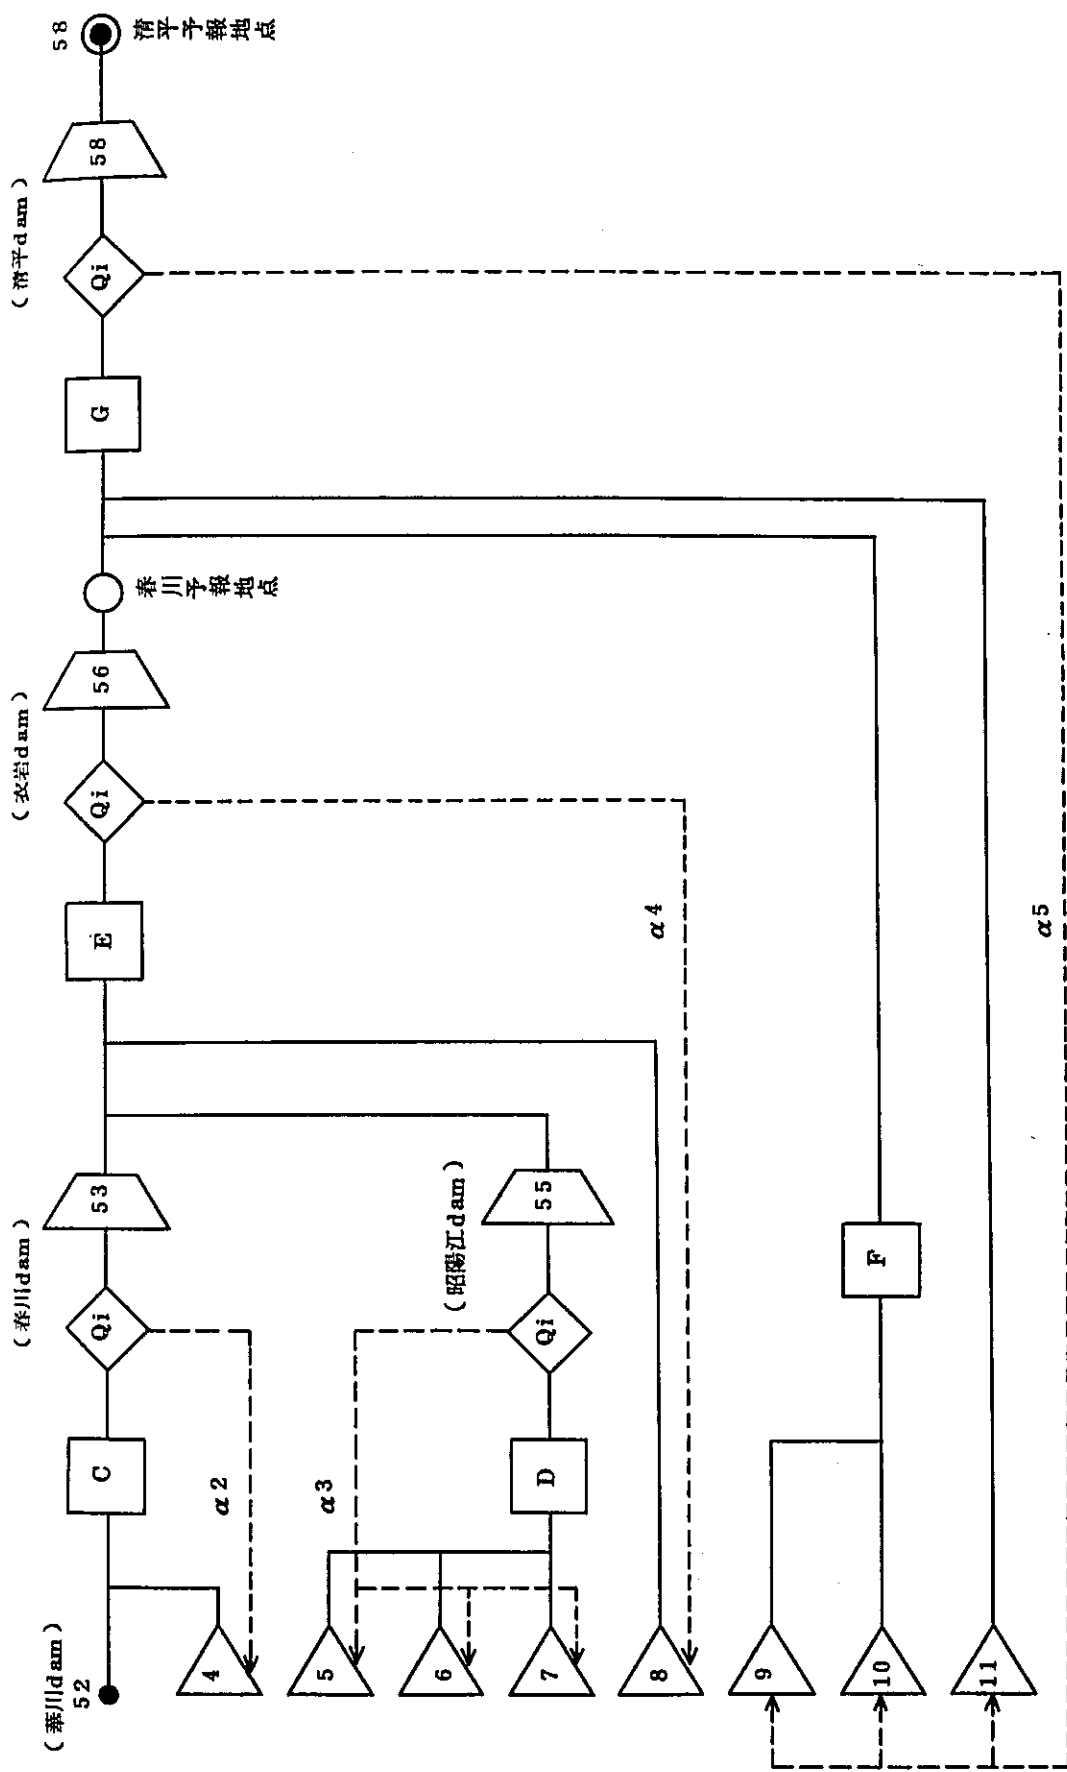 (華川dam)
52
4
5
6
7
8
9
10
11
C
α2
Qi
(春川dam)
53
α3
D
Qi
(昭陽江dam)
55
F
E
α4
Qi
(衣岩dam)
56
春川予報地点
α5
G
Qi
(清平dam)
58
58
清平予報地点